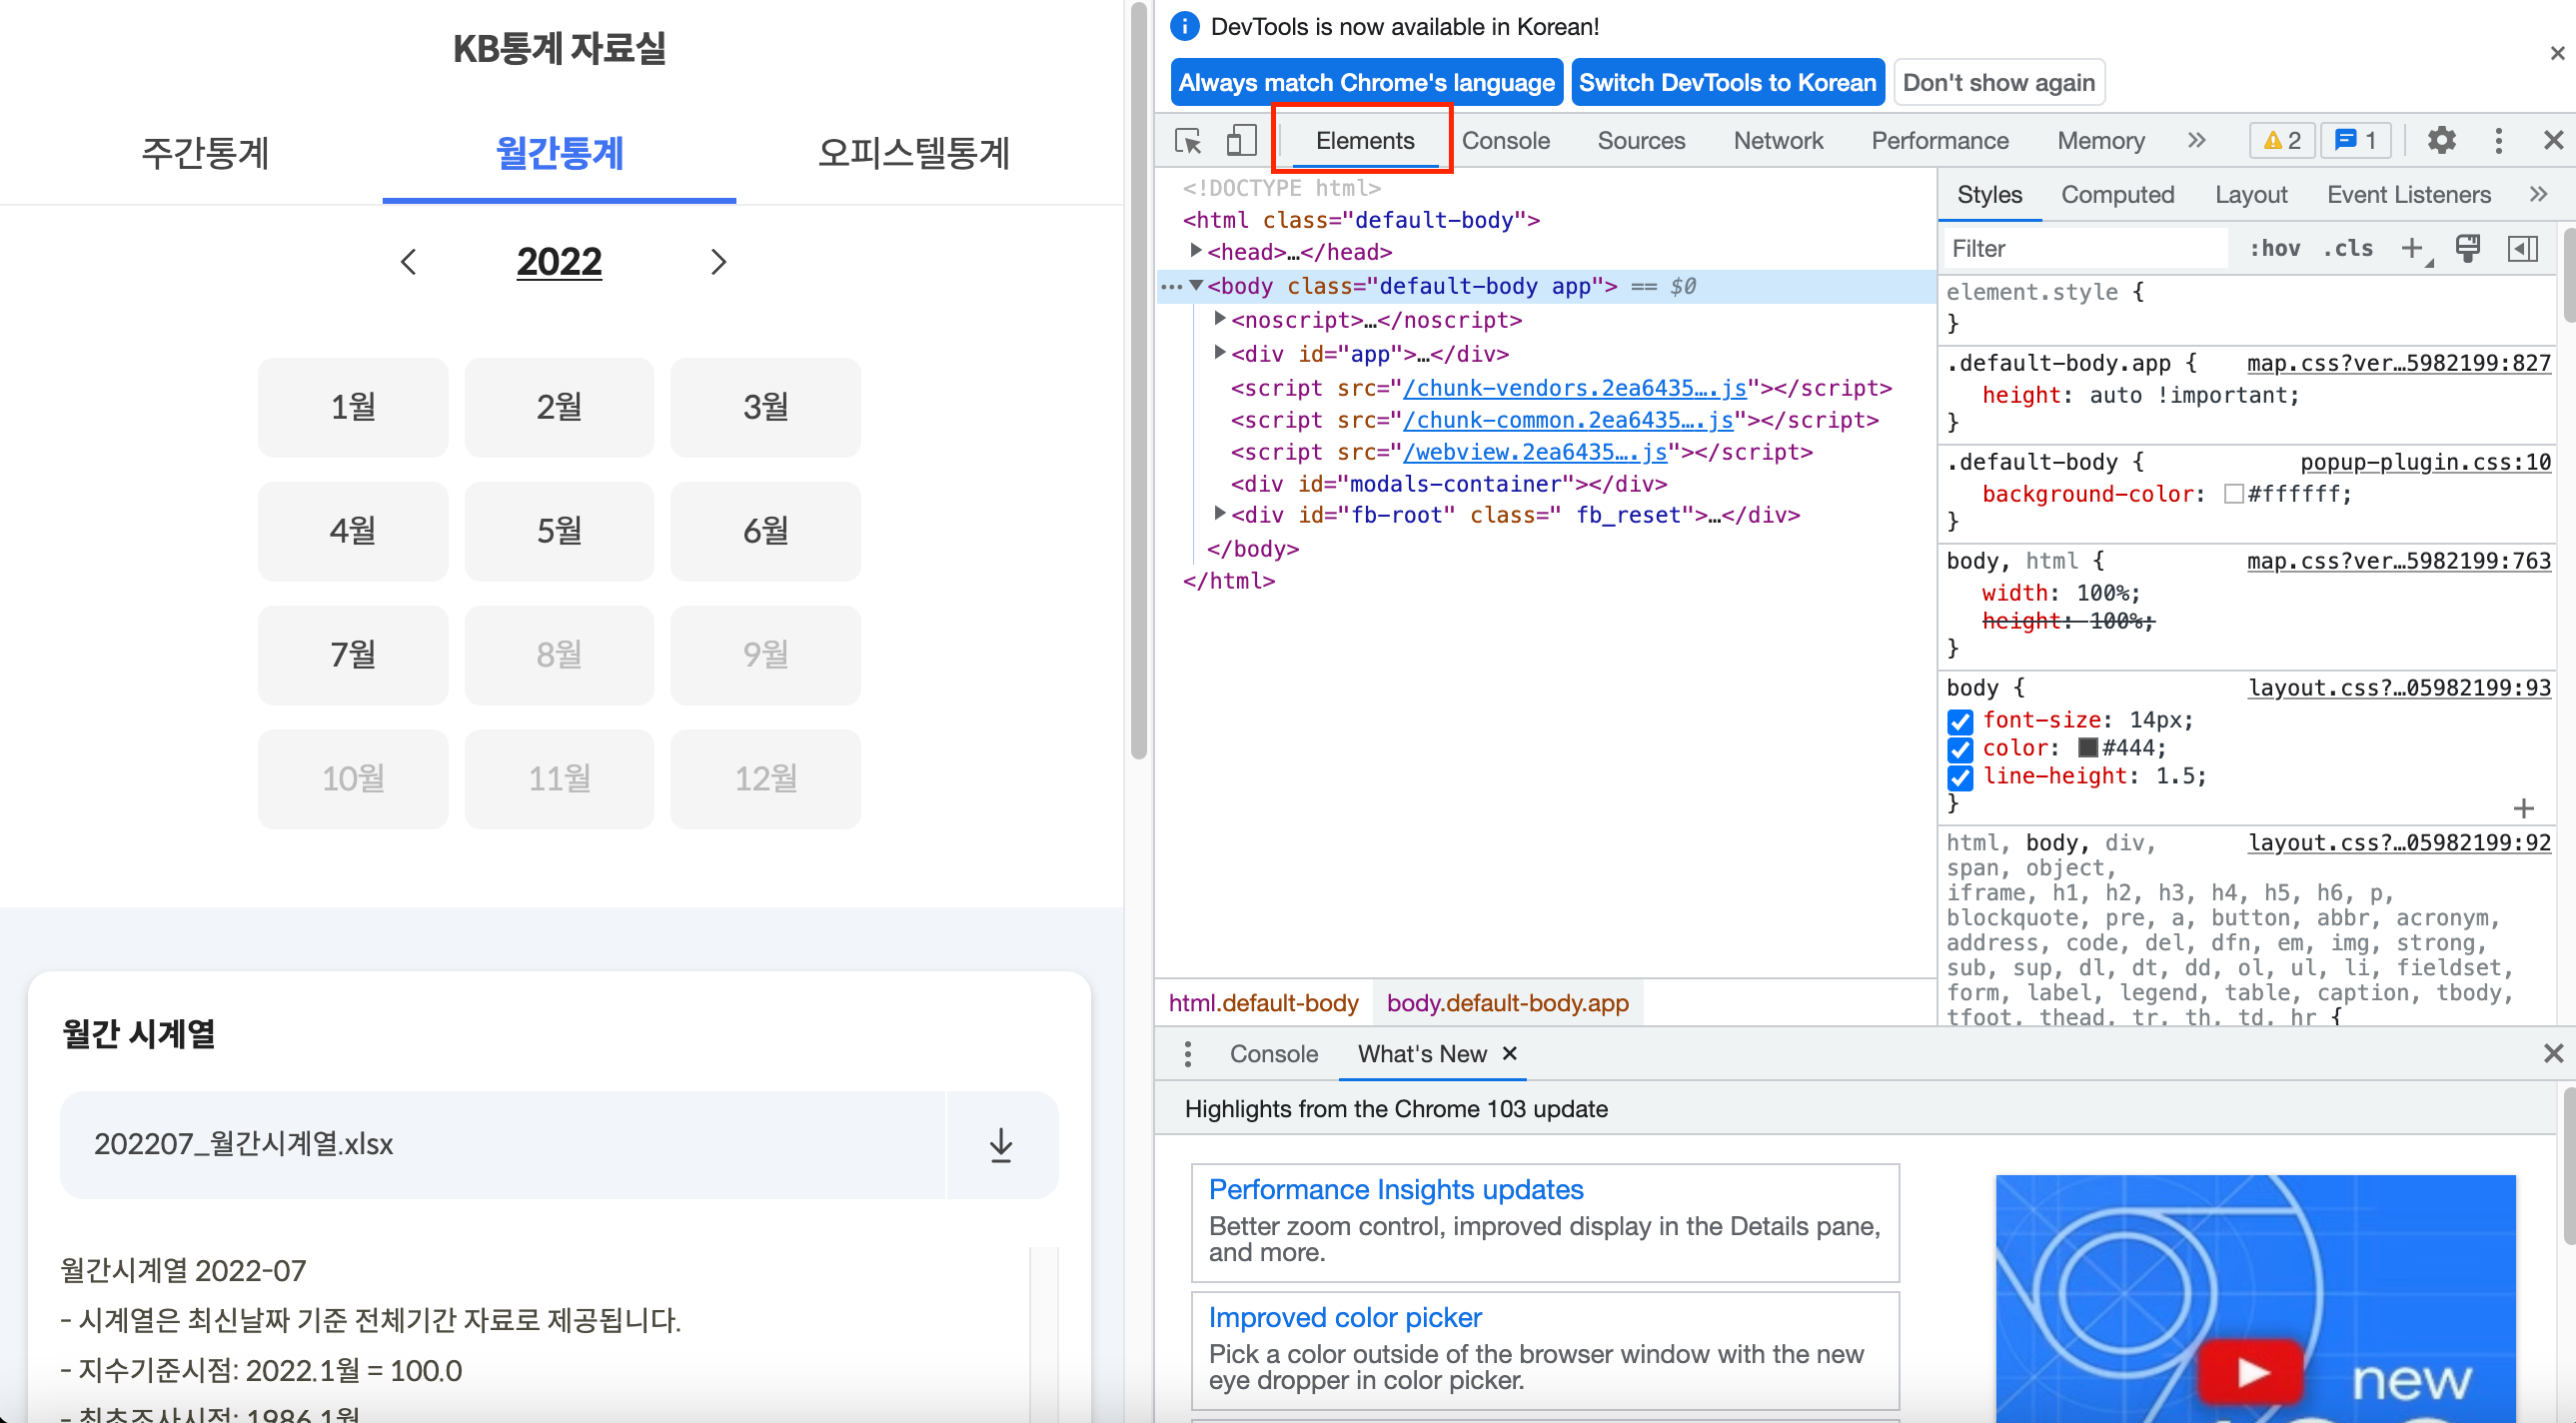 KB통계 자료실
주간통계 월간통계 오피스텔통계
2022
1월 2월 3월
4월 5월 6월
7월 8월 9월
10월 11월 12월
월간 시계열
202207_월간시계열.xlsx
월간시계열 2022-07
- 시계열은 최신날짜 기준 전체기간 자료로 제공됩니다.
- 지수기준시점: 2022.1월 = 100.0
- 최초조사시점: 1986.1월
DevTools is now available in Korean!
Always match Chrome's language Switch DevTools to Korean Don't show again
Elements Console Sources Network Performance Memory » 2 1
<!DOCTYPE html>
<html class="default-body">
<head>…</head>
<body class="default-body app"> == $0
<noscript>…</noscript>
<div id="app">…</div>
<script src="/chunk-vendors.2ea6435….js"></script>
<script src="/chunk-common.2ea6435….js"></script>
<script src="/webview.2ea6435….js"></script>
<div id="modals-container"></div>
<div id="fb-root" class=" fb_reset">…</div>
</body>
</html>
html.default-body body.default-body.app
Styles Computed Layout Event Listeners »
Filter :hov .cls
element.style {
}
.default-body.app { map.css?ver…5982199:827
height: auto !important;
}
.default-body { popup-plugin.css:10
background-color: #ffffff;
}
body, html { map.css?ver…5982199:763
width: 100%;
height: 100%;
}
body { layout.css?…05982199:93
font-size: 14px;
color: #444;
line-height: 1.5;
}
html, body, div, layout.css?…05982199:92
span, object,
iframe, h1, h2, h3, h4, h5, h6, p,
blockquote, pre, a, button, abbr, acronym,
address, code, del, dfn, em, img, strong,
sub, sup, dl, dt, dd, ol, ul, li, fieldset,
form, label, legend, table, caption, tbody,
tfoot, thead, tr, th, td, hr {
Console What's New
Highlights from the Chrome 103 update
Performance Insights updates
Better zoom control, improved display in the Details pane,
and more.
Improved color picker
Pick a color outside of the browser window with the new
eye dropper in color picker.
new